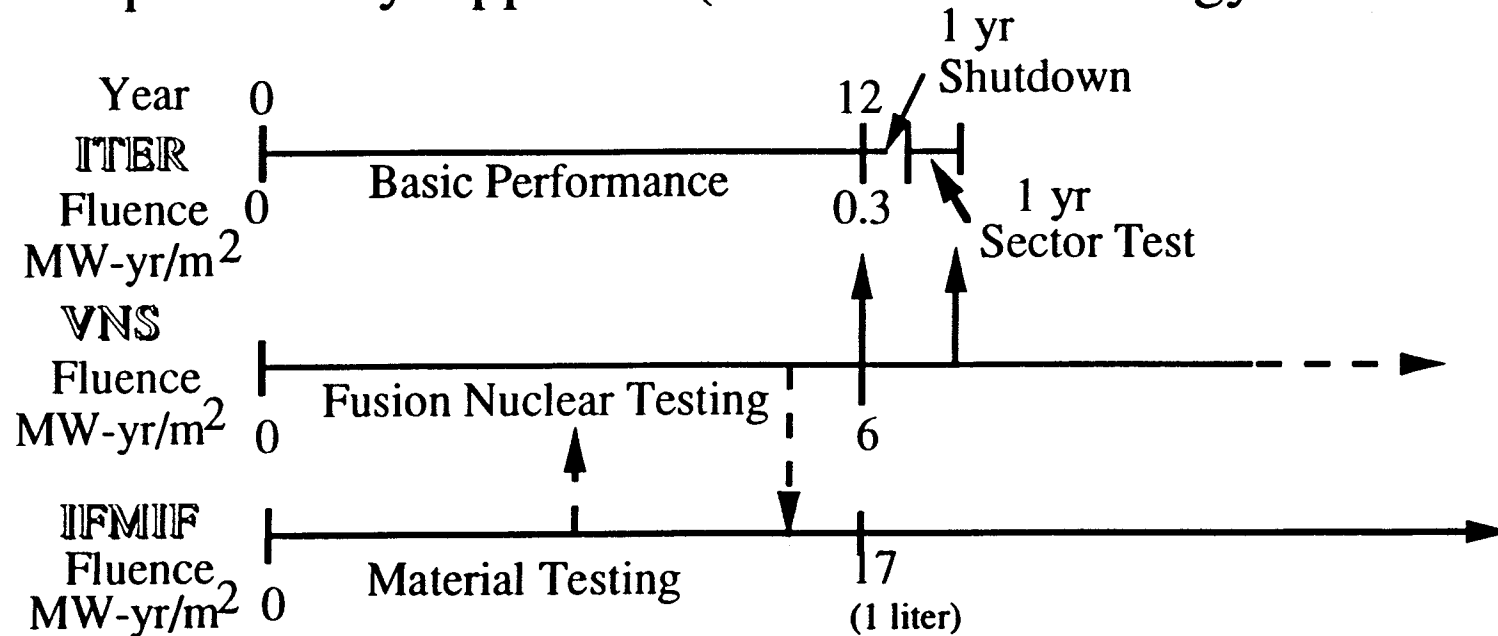 1 yr
Shutdown
Year 0 12
ITER
Basic Performance
Fluence 0 0.3
MW-yr/m2
1 yr
Sector Test
VNS
Fluence
Fusion Nuclear Testing
MW-yr/m2 0 6
IFMIF
Fluence
Material Testing
MW-yr/m2 0 17
(1 liter)